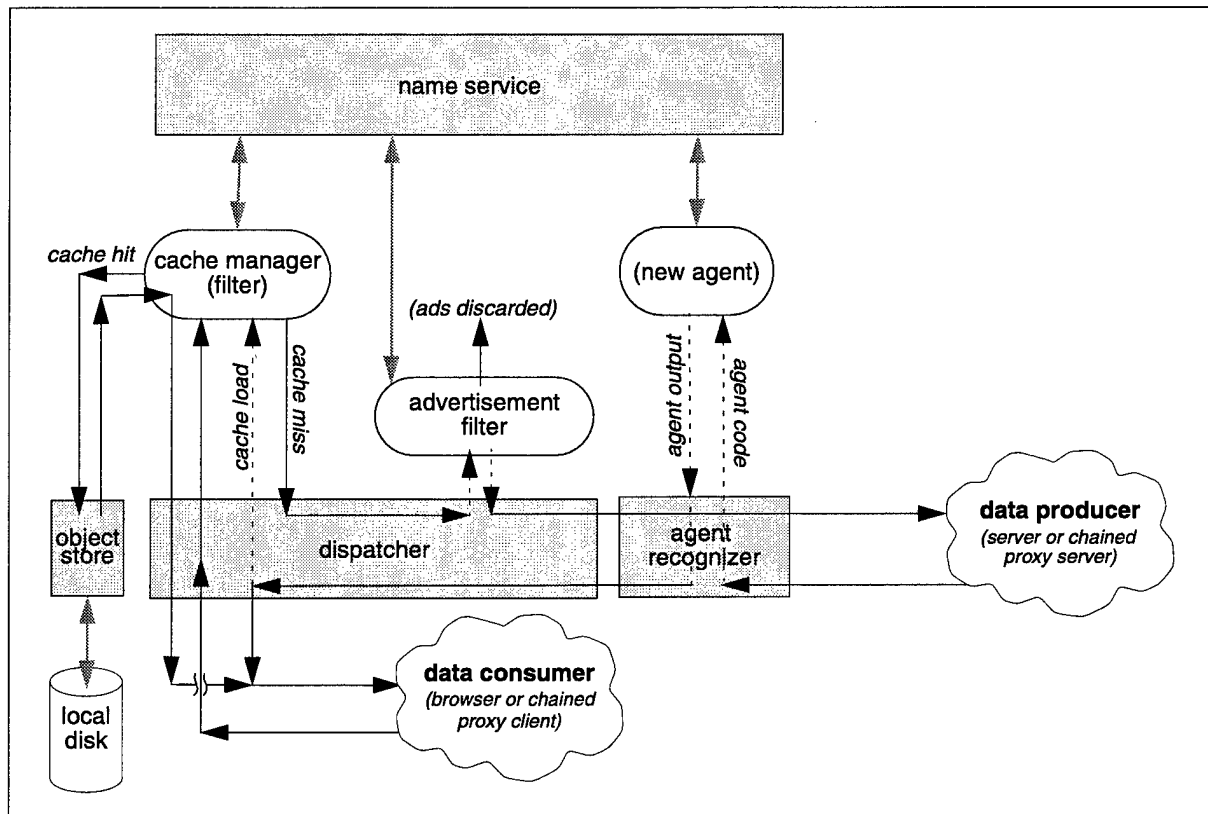 name service
cache hit
cache manager
(filter)
(new agent)
(ads discarded)
cache load
cache miss
advertisement
filter
agent output
agent code
object
store
dispatcher
agent
recognizer
data producer
(server or chained
proxy server)
data consumer
(browser or chained
proxy client)
local
disk